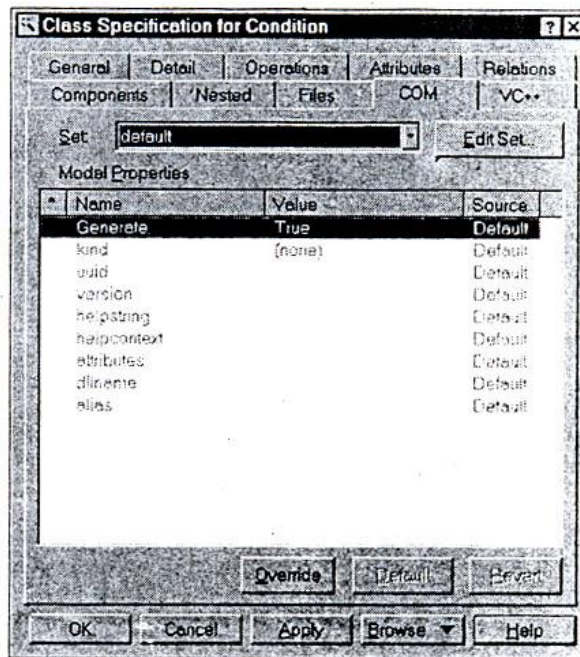 Class Specification for Condition
General Detail Operations Attributes Relations
Components Nested Files COM VC++
Set default Edit Set...
Model Properties
* Name Value Source
Generate True Default
kind (none) Default
uuid Default
version Default
helpstring Default
helpcontext Default
attributes Default
dllname Default
alias Default
Override Default Revert
OK Cancel Apply Browse Help